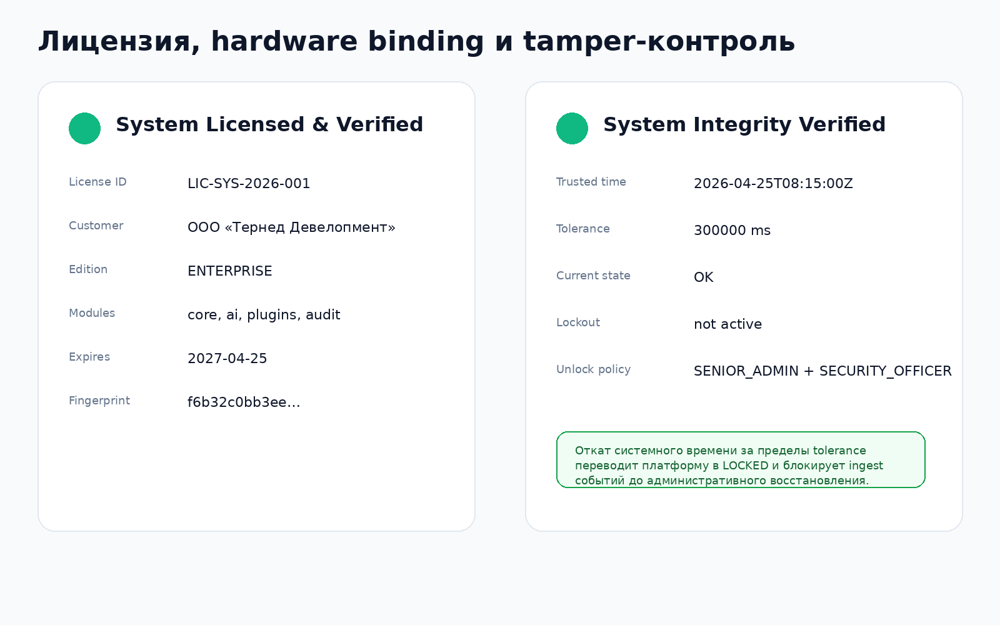 Лицензия, hardware binding и tamper-контроль
System Licensed & Verified
License ID LIC-SYS-2026-001
Customer ООО «Тернед Девелопмент»
Edition ENTERPRISE
Modules core, ai, plugins, audit
Expires 2027-04-25
Fingerprint f6b32c0bb3ee...
System Integrity Verified
Trusted time 2026-04-25T08:15:00Z
Tolerance 300000 ms
Current state OK
Lockout not active
Unlock policy SENIOR_ADMIN + SECURITY_OFFICER
Откат системного времени за пределы tolerance
переводит платформу в LOCKED и блокирует ingest
событий до административного восстановления.